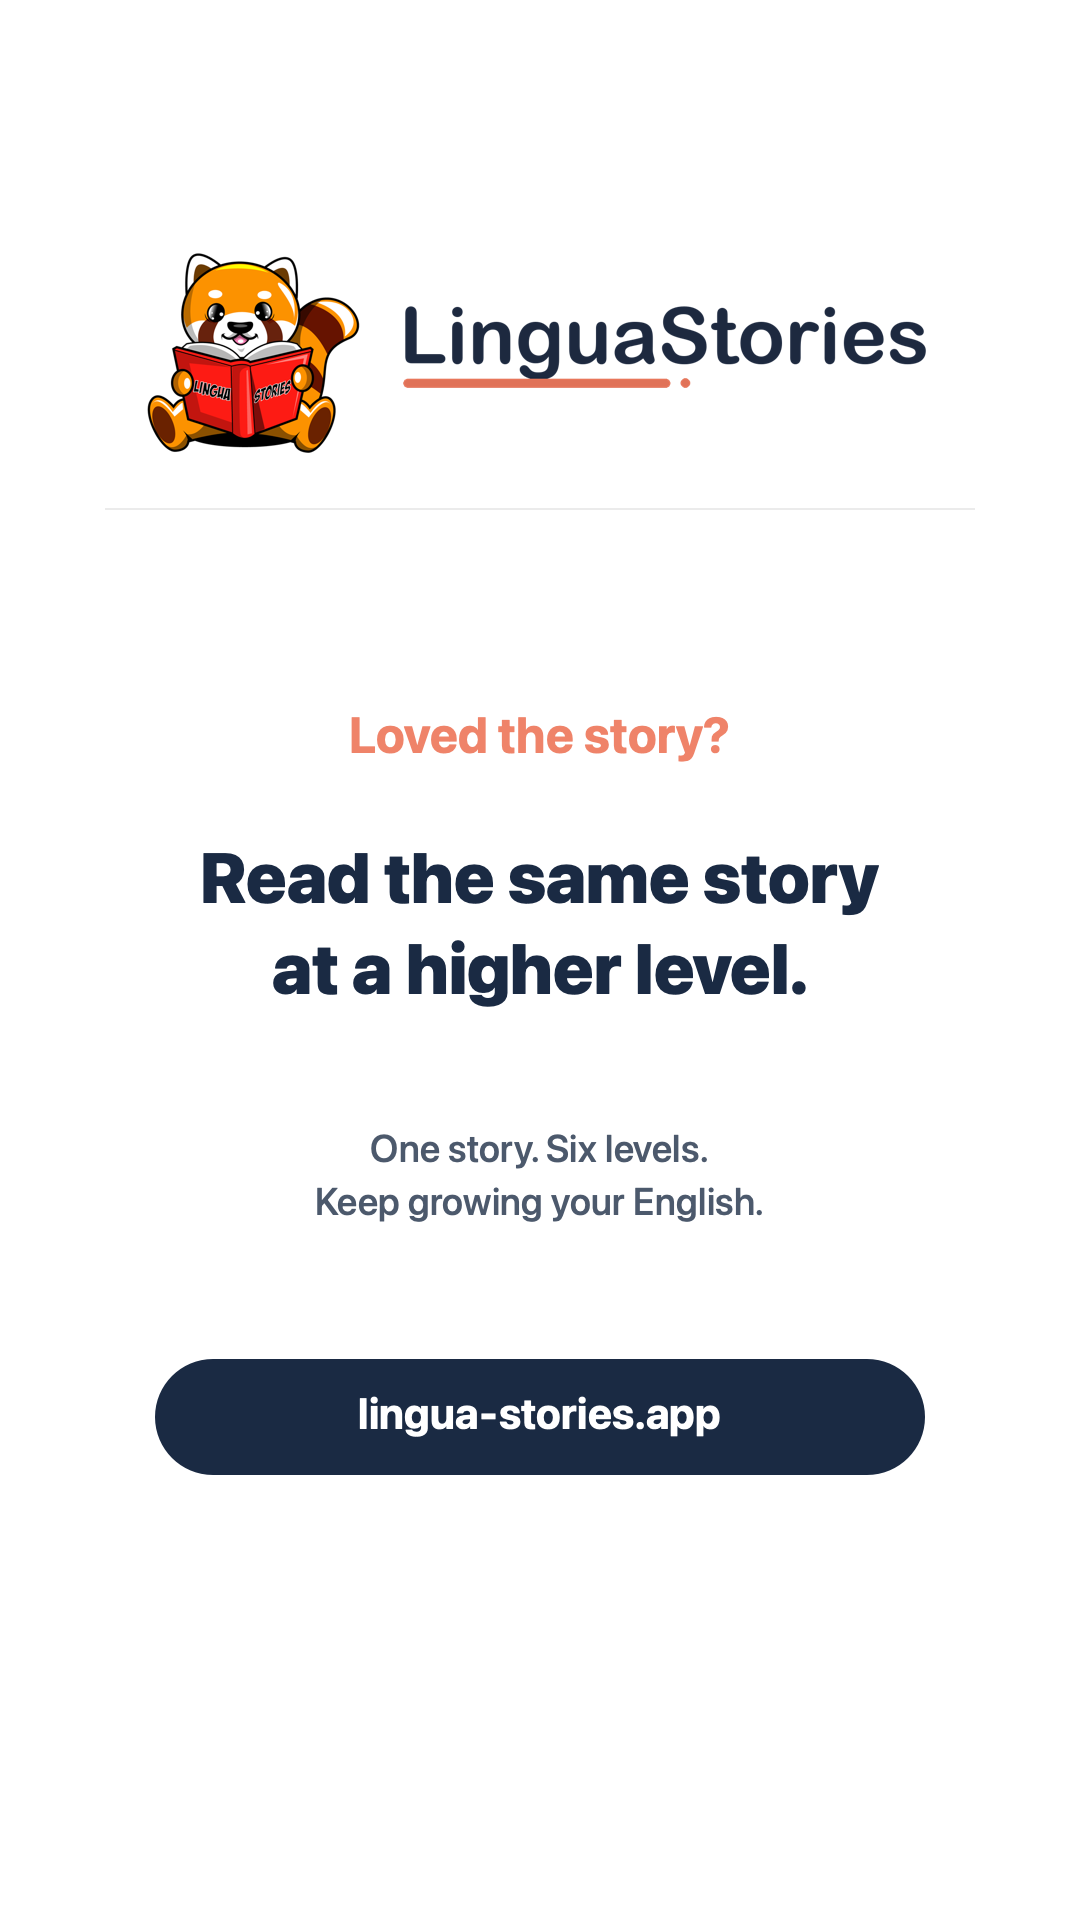 LINGUA STORIES
LinguaStories
Loved the story?
Read the same story
at a higher level.
One story. Six levels.
Keep growing your English.
lingua-stories.app